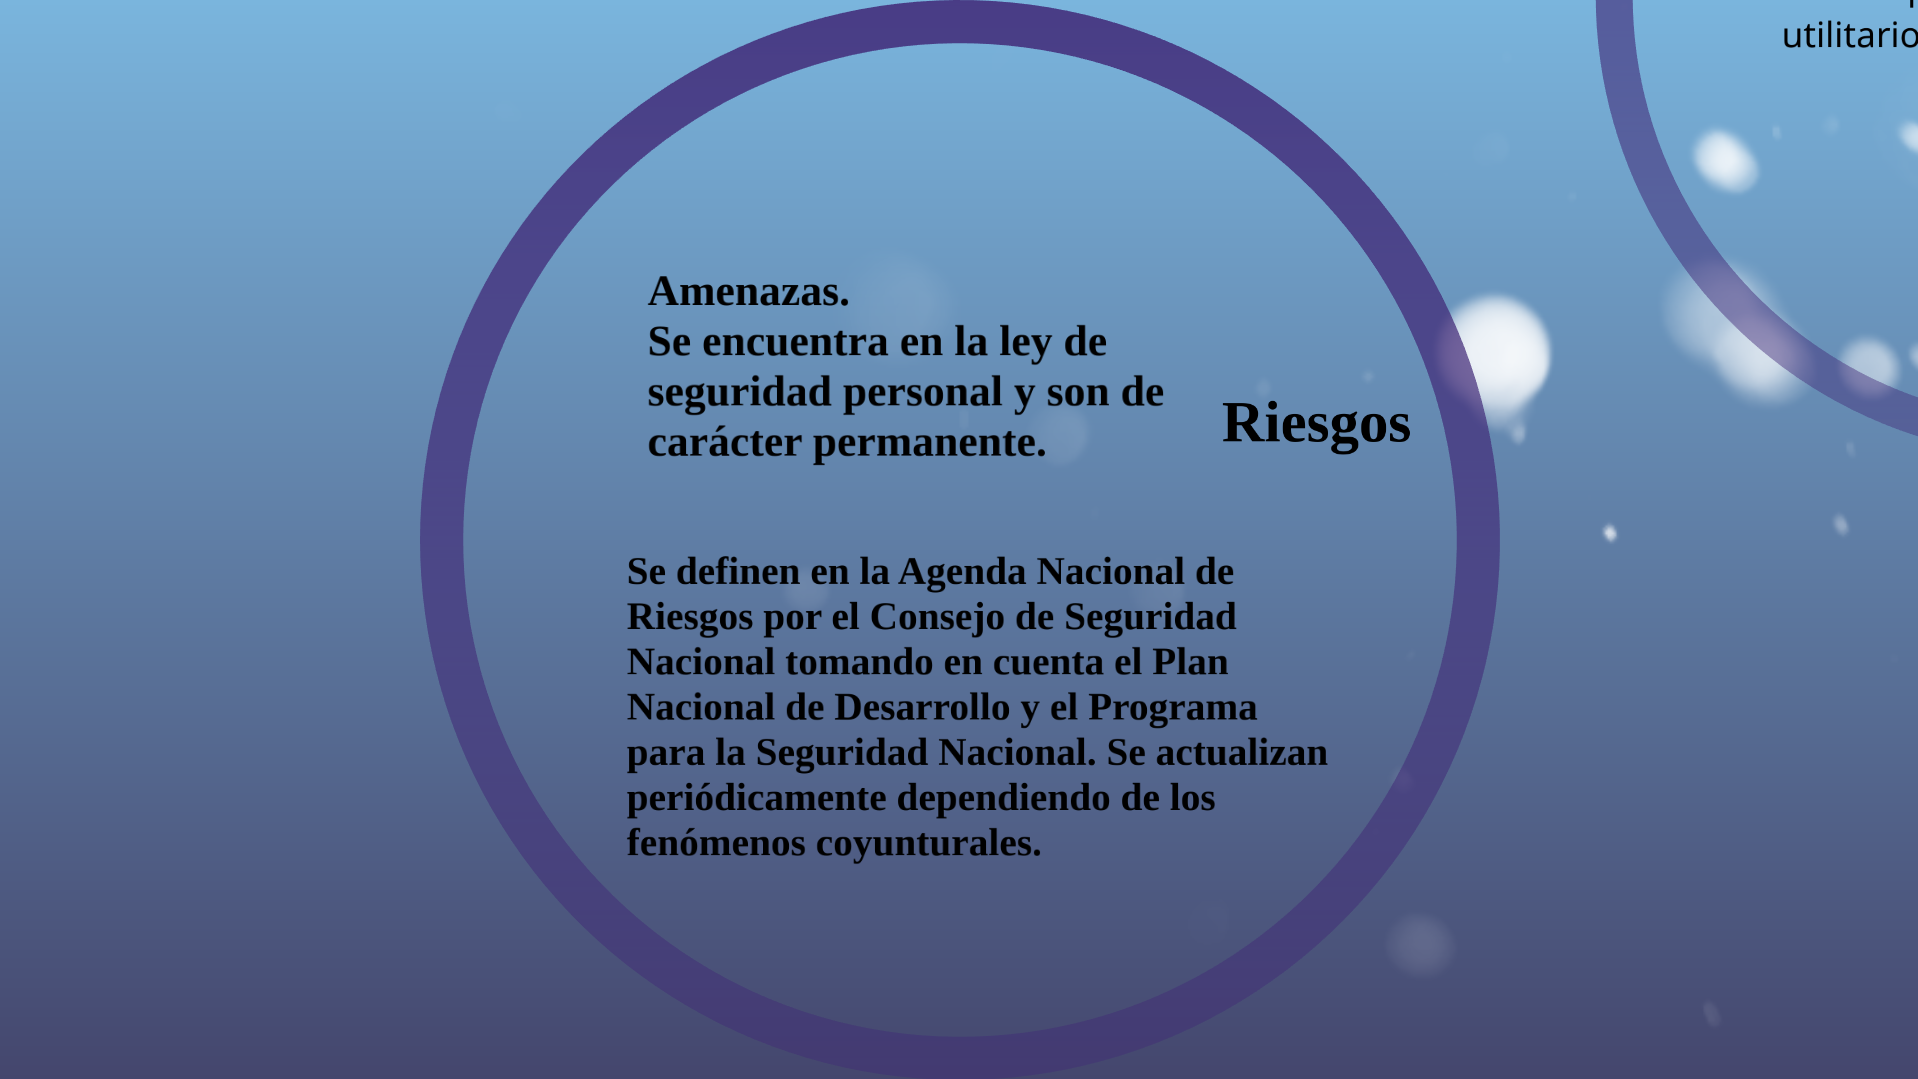 utilitario
Amenazas.
Se encuentra en la ley de
seguridad personal y son de
carácter permanente.
Riesgos
Se definen en la Agenda Nacional de
Riesgos por el Consejo de Seguridad
Nacional tomando en cuenta el Plan
Nacional de Desarrollo y el Programa
para la Seguridad Nacional. Se actualizan
periódicamente dependiendo de los
fenómenos coyunturales.